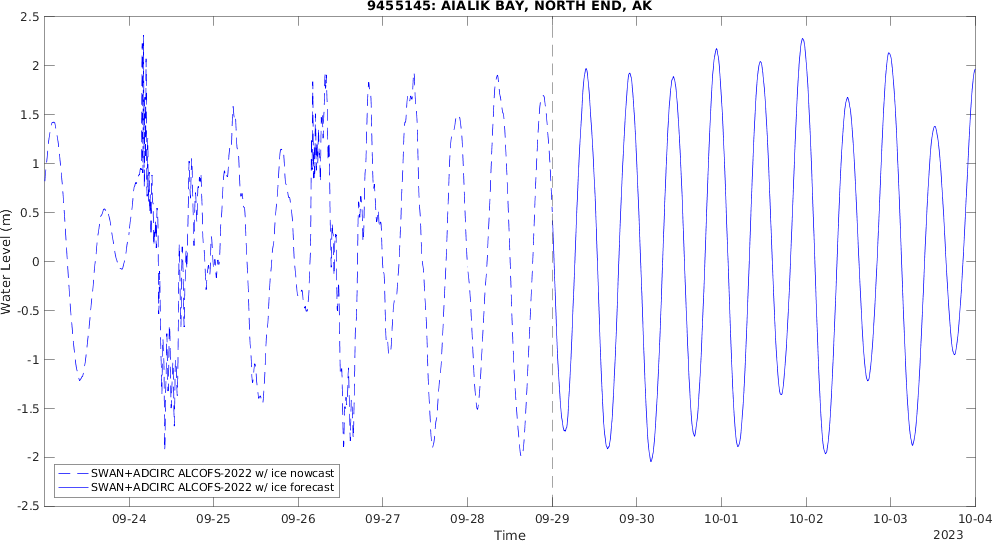 9455145: AIALIK BAY, NORTH END, AK
2.5
2
1.5
1
0.5
0
-0.5
-1
-1.5
-2
-2.5
Water Level (m)
SWAN+ADCIRC ALCOFS-2022 w/ ice nowcast
SWAN+ADCIRC ALCOFS-2022 w/ ice forecast
09-24 09-25 09-26 09-27 09-28 09-29 09-30 10-01 10-02 10-03 10-04
Time
2023